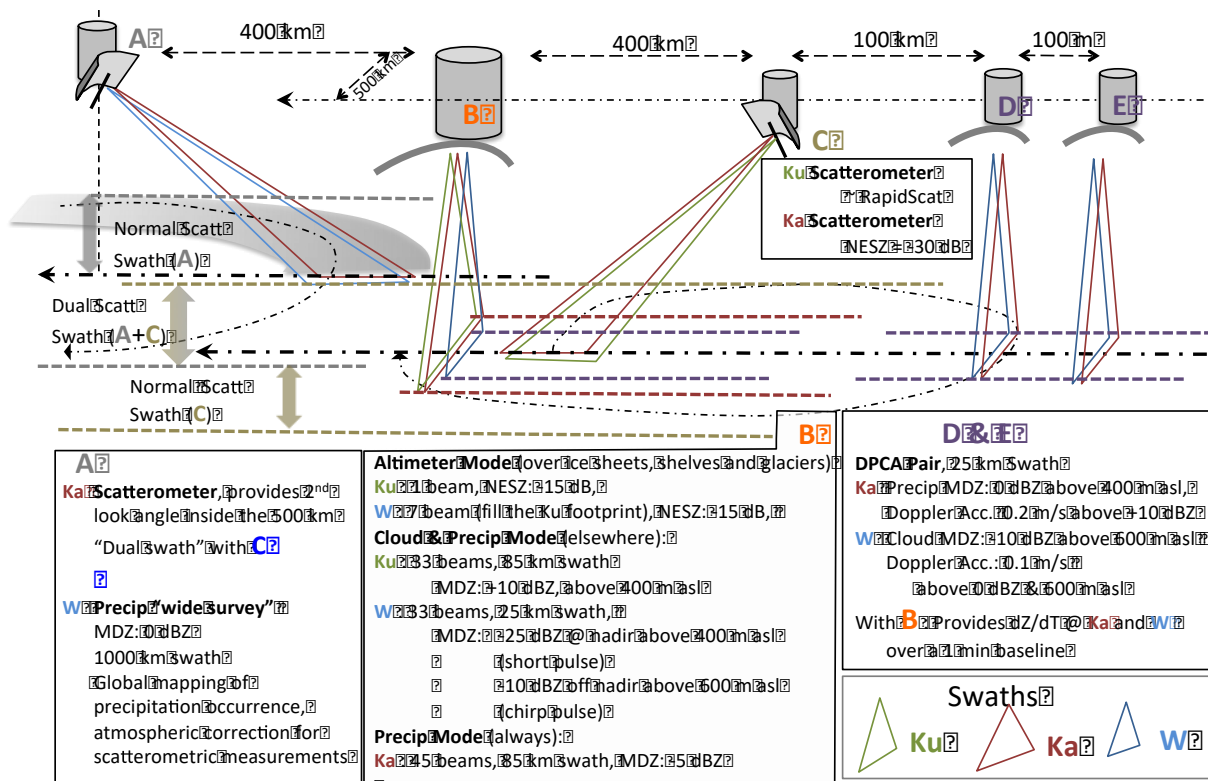 A
400 km
400 km
100 km
100 m
500 km
B
C
D
E
Ku Scatterometer
~ RapidScat
Ka Scatterometer
NESZ = -30 dB
Normal Scatt
Swath (A)
Dual Scatt
Swath (A+C)
Normal Scatt
Swath (C)
A
Ka Scatterometer, provides 2nd
look angle inside the 500 km
“Dual swath” with C
W Precip “wide survey”
MDZ: 0 dBZ
1000 km swath
Global mapping of
precipitation occurrence,
atmospheric correction for
scatterometric measurements
B
Altimeter Mode (over ice sheets, shelves and glaciers)
Ku : 1 beam, NESZ: -15 dB,
W : 7 beam (fill the Ku footprint), NESZ: -15 dB,
Cloud & Precip Mode (elsewhere):
Ku : 33 beams, 85 km swath
MDZ: +10 dBZ, above 400 m asl
W : 33 beams, 25 km swath,
MDZ: -25 dBZ @ nadir above 400 m asl
(short pulse)
-10 dBZ off nadir above 600 m asl
(chirp pulse)
Precip Mode (always):
Ka : 45 beams, 85 km swath, MDZ: -5 dBZ
D & E
DPCA Pair, 25 km Swath
Ka Precip MDZ: 0 dBZ above 400 m asl,
Doppler Acc.: 0.2 m/s above +10 dBZ
W : Cloud MDZ: -10 dBZ above 600 m asl
Doppler Acc.: 0.1 m/s
above 0 dBZ & 600 m asl
With B : Provides dZ/dT @ Ka and W
over a 1 min baseline
Swaths
Ku
Ka
W